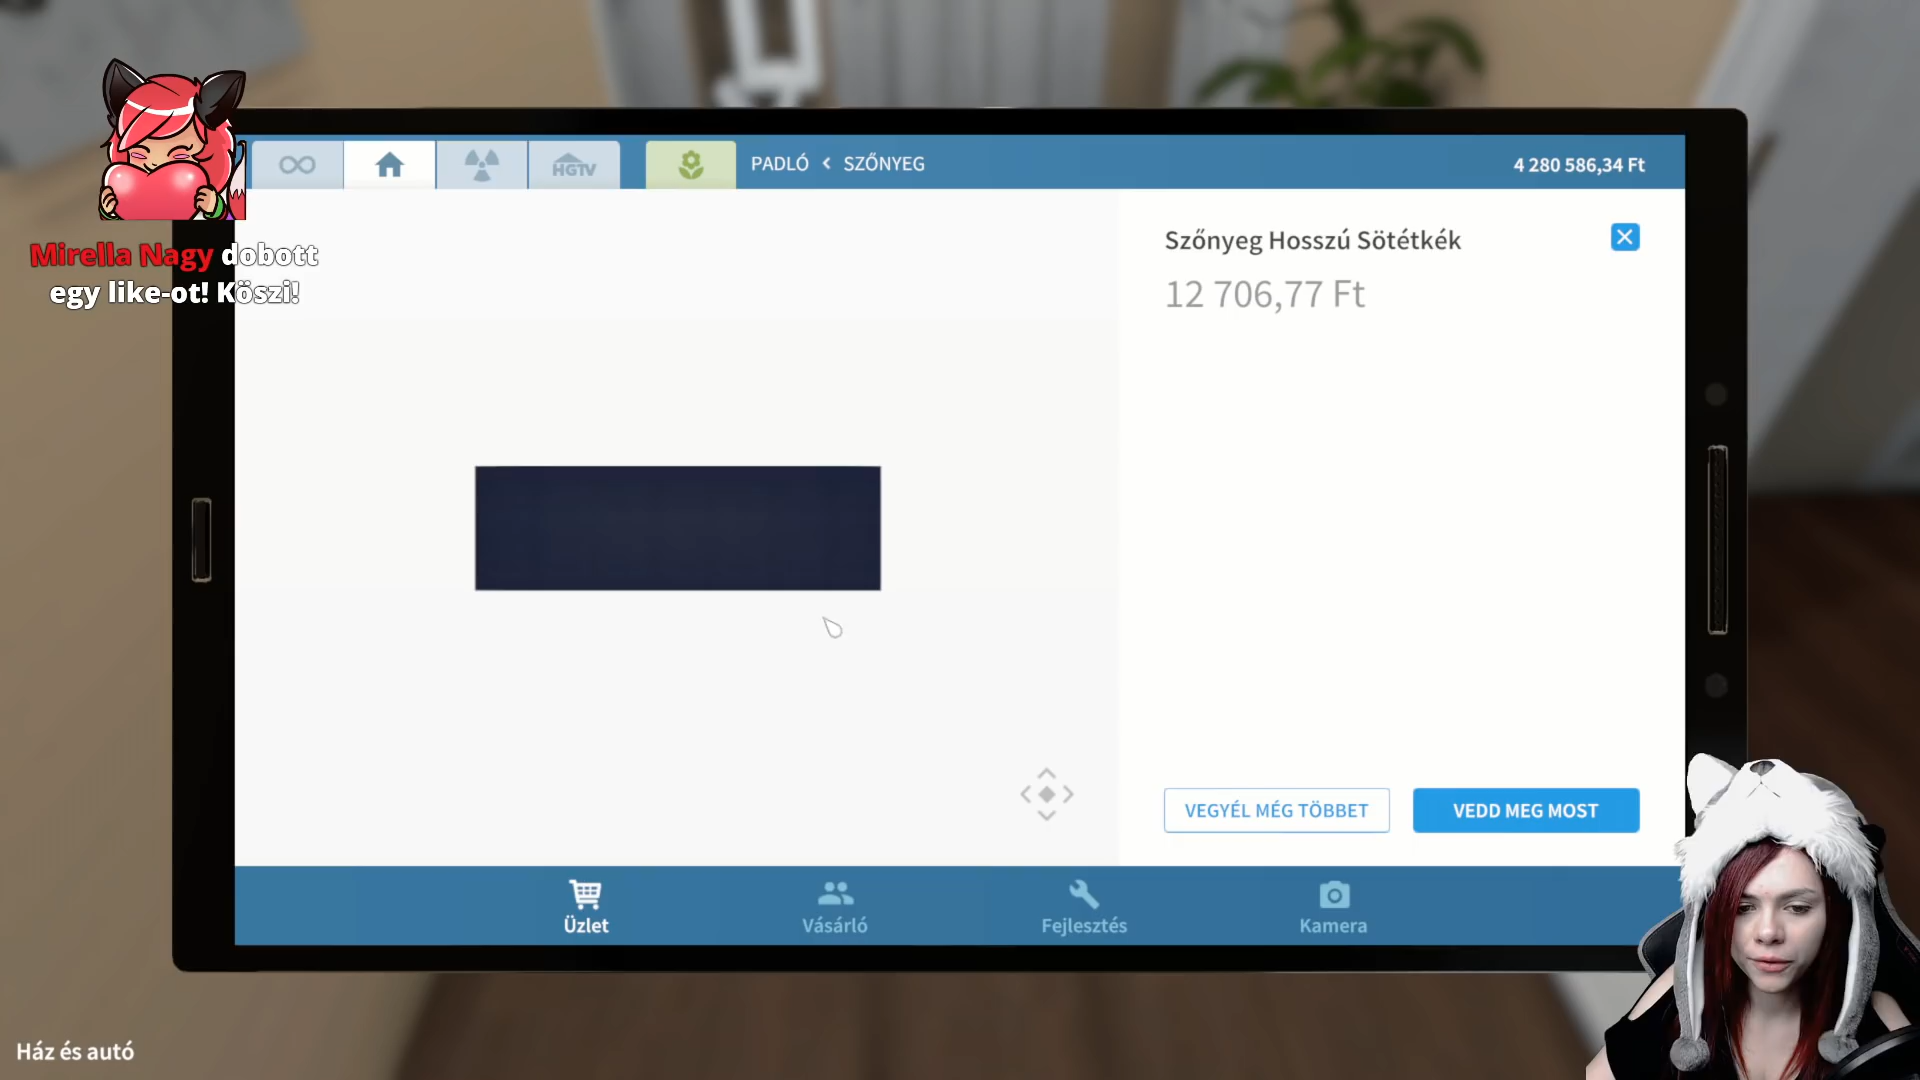 HGTV
PADLÓ < SZŐNYEG
4 280 586,34 Ft
Mirella Nagy dobott
egy like-ot! Köszi!
Szőnyeg Hosszú Sötétkék
12 706,77 Ft
VEGYÉL MÉG TÖBBET
VEDD MEG MOST
Üzlet
Vásárló
Fejlesztés
Kamera
Ház és autó